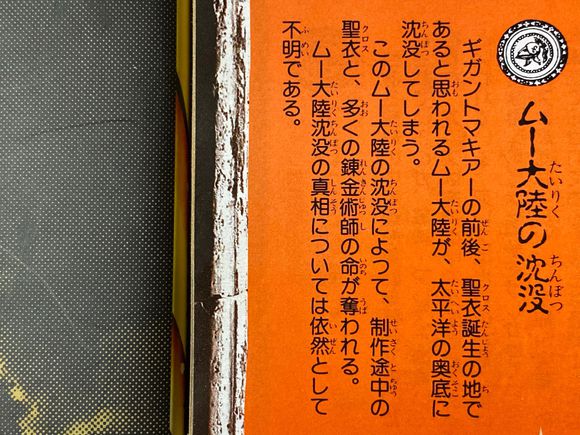 ムー大陸の沈没
ギガントマキアーの前後、聖衣誕生の地で
あると思われるムー大陸が、太平洋の奥底に
沈没してしまう。
このムー大陸の沈没によって、制作途中の
聖衣と、多くの錬金術師の命が奪われる。
ムー大陸沈没の真相については依然として
不明である。